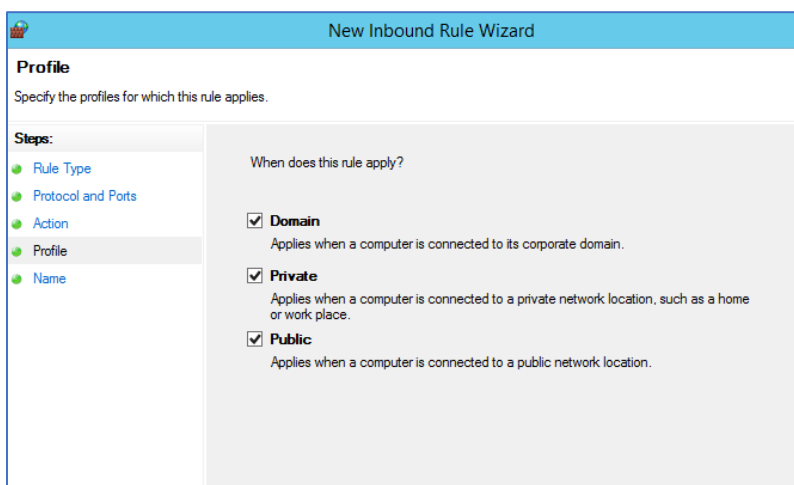 New Inbound Rule Wizard
Profile
Specify the profiles for which this rule applies.
Steps:
Rule Type
Protocol and Ports
Action
Profile
Name
When does this rule apply?
Domain
Applies when a computer is connected to its corporate domain.
Private
Applies when a computer is connected to a private network location, such as a home
or work place.
Public
Applies when a computer is connected to a public network location.